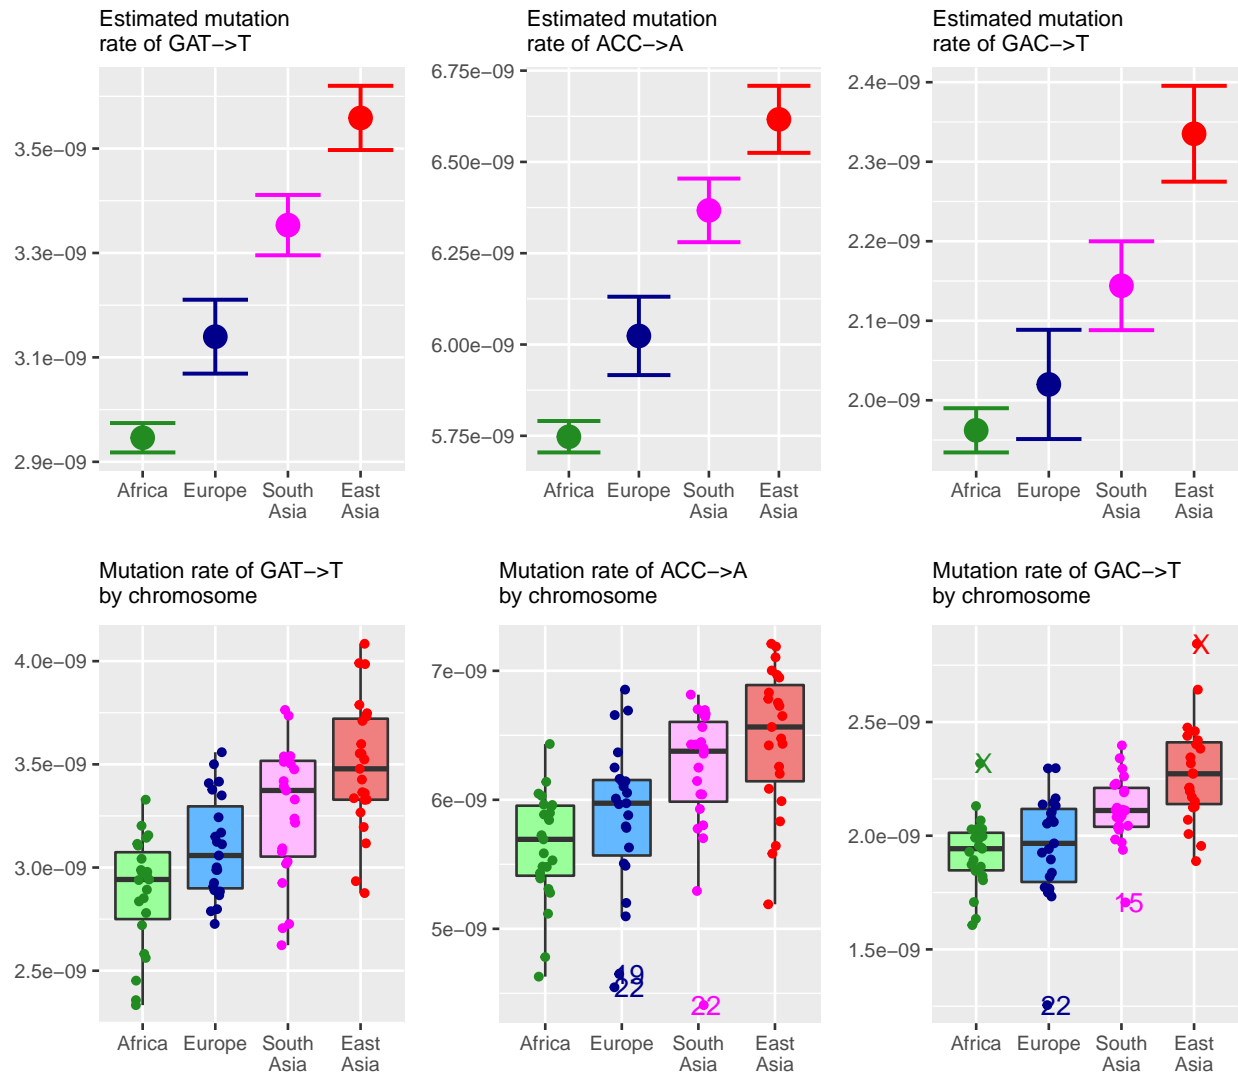 Estimated mutation
rate of GAT−>T
3.5e−09
3.3e−09
3.1e−09
2.9e−09
Africa Europe South East
Asia Asia
Estimated mutation
rate of ACC−>A
6.75e−09
6.50e−09
6.25e−09
6.00e−09
5.75e−09
Africa Europe South East
Asia Asia
Estimated mutation
rate of GAC−>T
2.4e−09
2.3e−09
2.2e−09
2.1e−09
2.0e−09
Africa Europe South East
Asia Asia
Mutation rate of GAT−>T
by chromosome
4.0e−09
3.5e−09
3.0e−09
2.5e−09
Africa Europe South East
Asia Asia
Mutation rate of ACC−>A
by chromosome
7e−09
6e−09
5e−09
19
22
22
Africa Europe South East
Asia Asia
Mutation rate of GAC−>T
by chromosome
X
2.5e−09
X
2.0e−09
15
1.5e−09
22
Africa Europe South East
Asia Asia